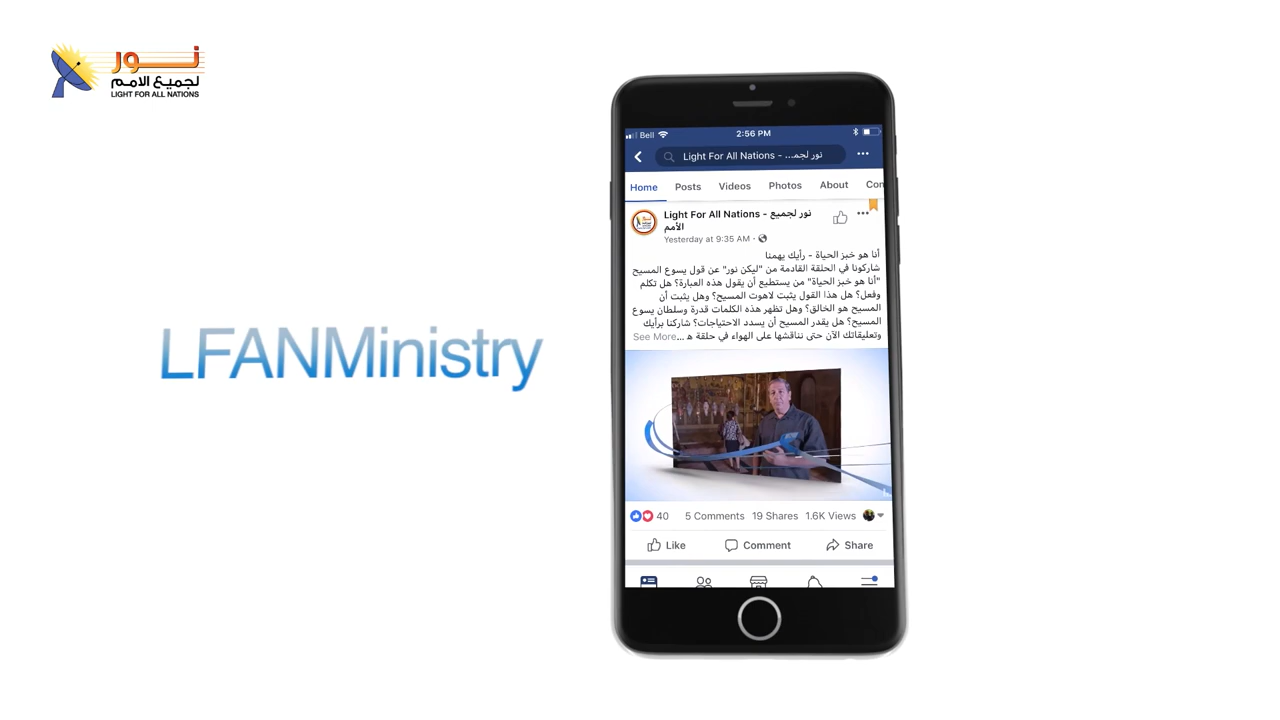 نور
لجميع الامم
LIGHT FOR ALL NATIONS
LFANMinistry
Bell 2:56 PM
Light For All Nations - نور لجمـ...
Home Posts Videos Photos About Con
Light For All Nations - نور لجميع
الأمم
Yesterday at 9:35 AM ·
أنا هو خبز الحياة - رأيك يهمنا
شاركونا في الحلقة القادمة من "ليكن نور" عن قول يسوع المسيح
"أنا هو خبز الحياة" من يستطيع أن يقول هذه العبارة؟ هل تكلم
وفعل؟ هل هذا القول يثبت لاهوت المسيح؟ وهل يثبت أن
المسيح هو الخالق؟ وهل تظهر هذه الكلمات قدرة وسلطان يسوع
المسيح؟ هل يقدر المسيح أن يسدد الاحتياجات؟ شاركنا برأيك
وتعليقاتك الآن حتى نناقشها على الهواء في حلقة ه ...See More
40 5 Comments 19 Shares 1.6K Views
Like Comment Share